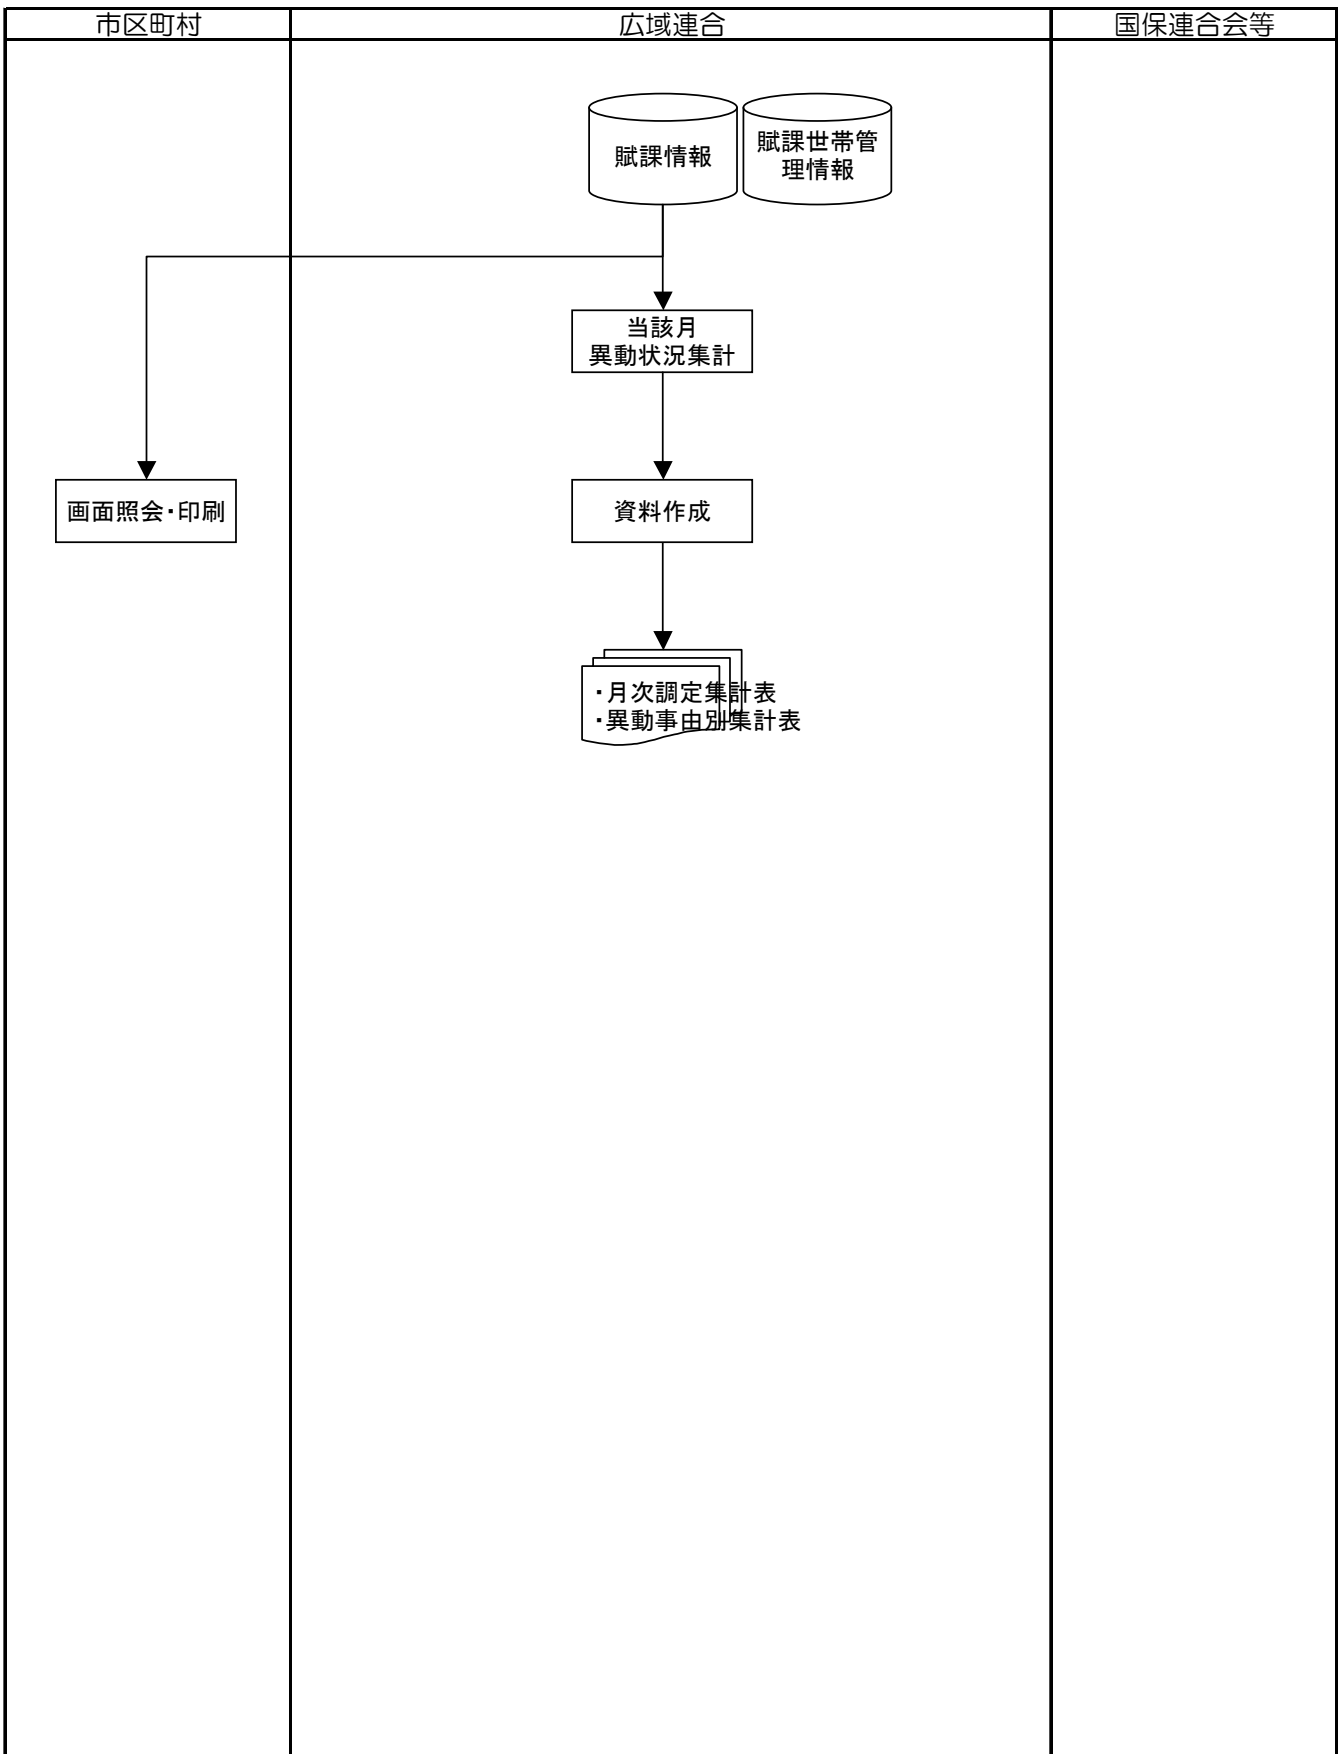 市区町村
広域連合
国保連合会等
賦課情報
賦課世帯管
理情報
当該月
異動状況集計
画面照会・印刷
資料作成
・月次調定集計表
・異動事由別集計表